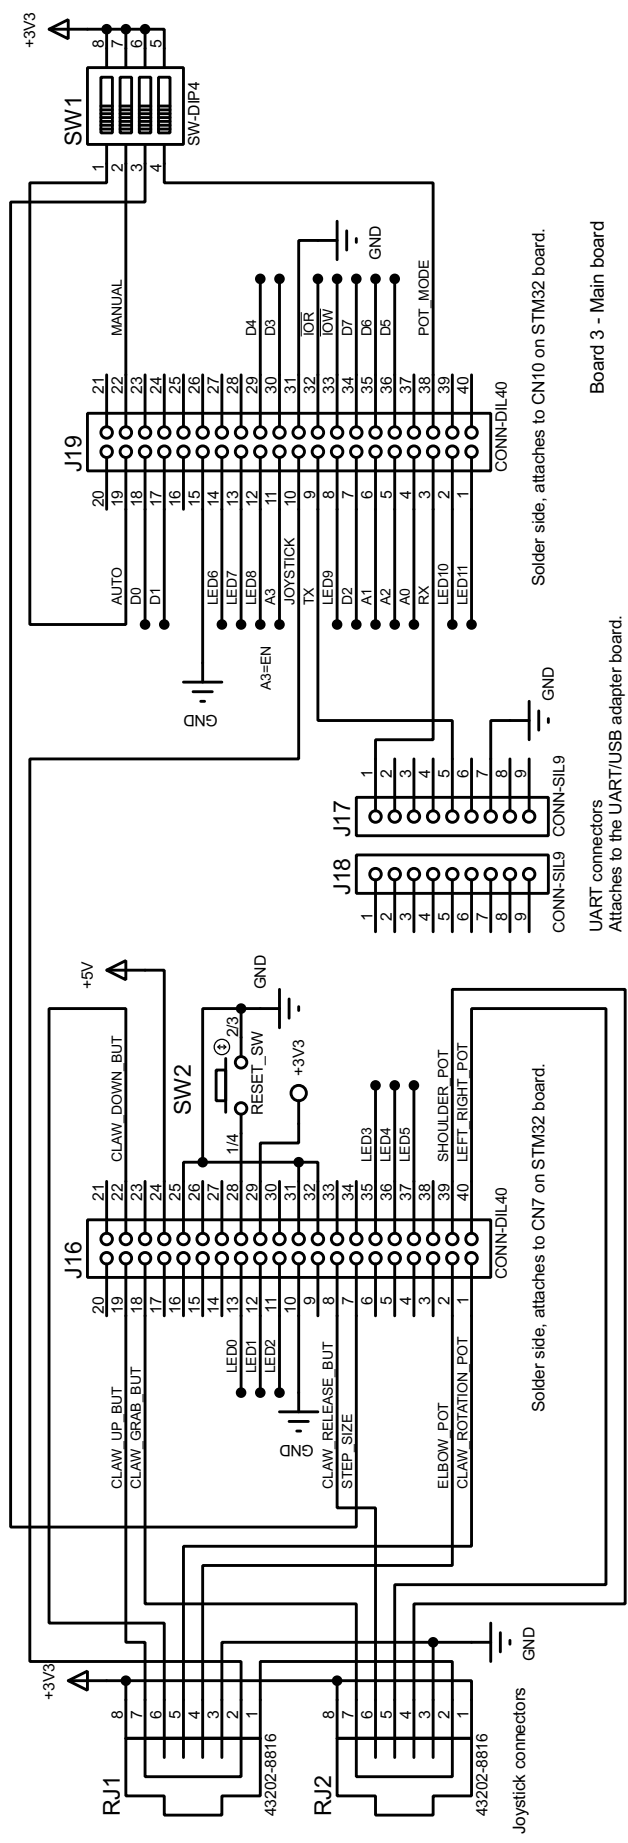 +3V3
RJ1
8
7
6
5
4
3
2
1
43202-8816
RJ2
8
7
6
5
4
3
2
1
43202-8816
GND
Joystick connectors
J16
CLAW_UP_BUT
CLAW_GRAB_BUT
LED0
LED1
LED2
GND
CLAW_RELEASE_BUT
STEP_SIZE
ELBOW_POT
CLAW_ROTATION_POT
20
19
18
17
16
15
14
13
12
11
10
9
8
7
6
5
4
3
2
1
21
22
23
24
25
26
27
28
29
30
31
32
33
34
35
36
37
38
39
40
CLAW_DOWN_BUT
+5V
SW2
1/4
2/3
RESET_SW
GND
+3V3
LED3
LED4
LED5
SHOULDER_POT
LEFT_RIGHT_POT
CONN-DIL40
Solder side, attaches to CN7 on STM32 board.
J18
1
2
3
4
5
6
7
8
9
CONN-SIL9
J17
1
2
3
4
5
6
7
8
9
CONN-SIL9
GND
UART connectors
Attaches to the UART/USB adapter board.
J19
AUTO
D0
D1
GND
LED6
LED7
LED8
A3
A3=EN
JOYSTICK
TX
LED9
D2
A1
A2
A0
RX
LED10
LED11
20
19
18
17
16
15
14
13
12
11
10
9
8
7
6
5
4
3
2
1
21
22
23
24
25
26
27
28
29
30
31
32
33
34
35
36
37
38
39
40
MANUAL
D4
D3
IOR
IOW
D7
D6
D5
POT_MODE
GND
CONN-DIL40
Solder side, attaches to CN10 on STM32 board.
SW1
1
2
3
4
8
7
6
5
SW-DIP4
+3V3
Board 3 - Main board